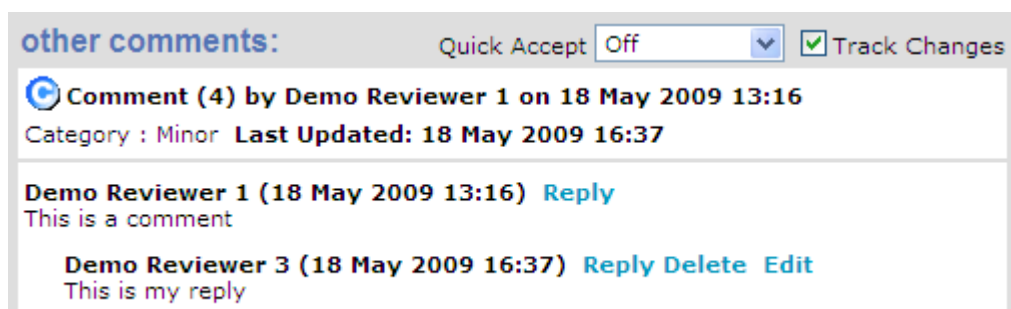 other comments: Quick Accept Off Track Changes
C Comment (4) by Demo Reviewer 1 on 18 May 2009 13:16
Category : Minor Last Updated: 18 May 2009 16:37
Demo Reviewer 1 (18 May 2009 13:16) Reply
This is a comment
Demo Reviewer 3 (18 May 2009 16:37) Reply Delete Edit
This is my reply